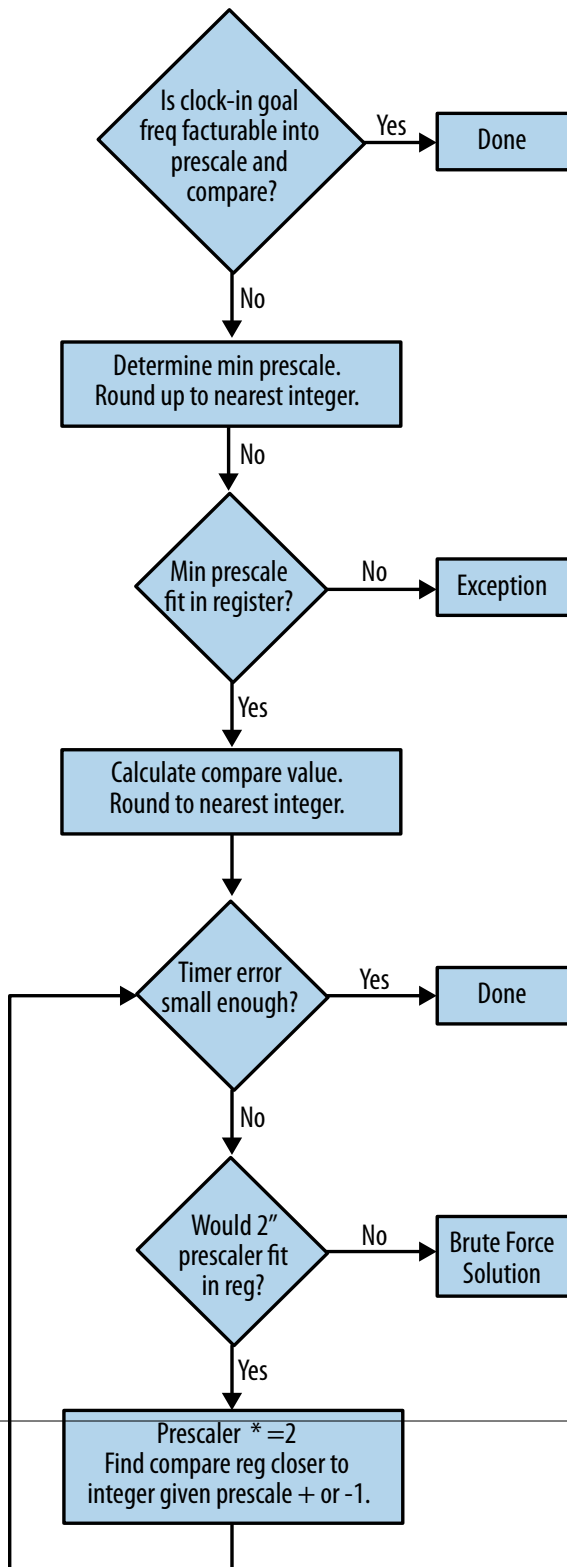 Is clock-in goal
freq facturable into
prescale and
compare?
Yes
Done
No
Determine min prescale.
Round up to nearest integer.
No
Min prescale
fit in register?
No
Exception
Yes
Calculate compare value.
Round to nearest integer.
Timer error
small enough?
Yes
Done
No
Would 2”
prescaler fit
in reg?
No
Brute Force
Solution
Yes
Prescaler * =2
Find compare reg closer to
integer given prescale + or -1.